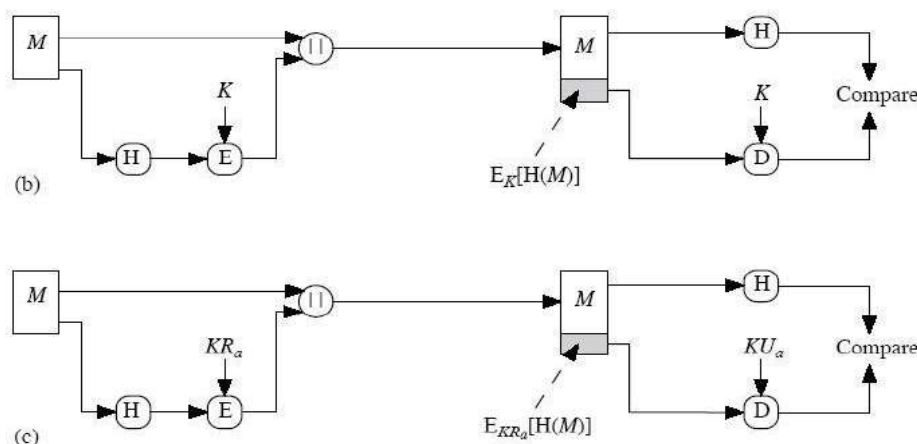 M
||
M
H
K
K
Compare
H
E
D
E_K[H(M)]
(b)
M
||
M
H
KR_a
KU_a
Compare
H
E
D
E_KR_a[H(M)]
(c)